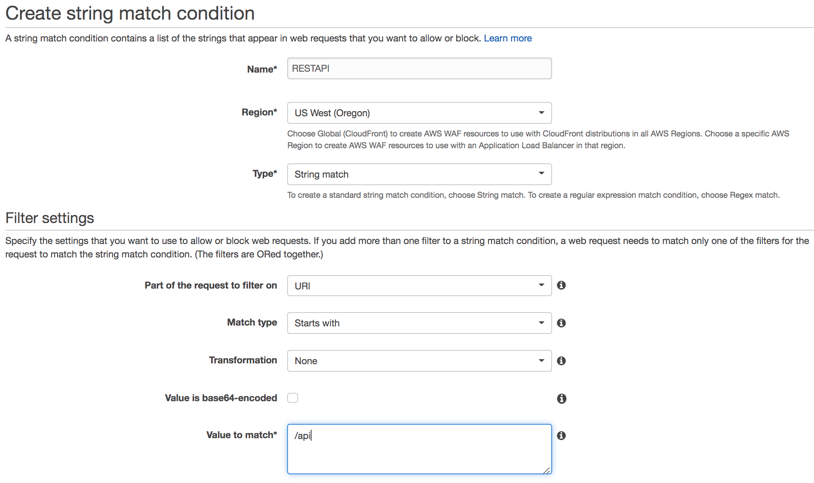 Create string match condition
A string match condition contains a list of the strings that appear in web requests that you want to allow or block. Learn more
Name* RESTAPI
Region* US West (Oregon)
Choose Global (CloudFront) to create AWS WAF resources to use with CloudFront distributions in all AWS Regions. Choose a specific AWS
Region to create AWS WAF resources to use with an Application Load Balancer in that region.
Type* String match
To create a standard string match condition, choose String match. To create a regular expression match condition, choose Regex match.
Filter settings
Specify the settings that you want to use to allow or block web requests. If you add more than one filter to a string match condition, a web request needs to match only one of the filters for the
request to match the string match condition. (The filters are ORed together.)
Part of the request to filter on URI
Match type Starts with
Transformation None
Value is base64-encoded
Value to match* /api